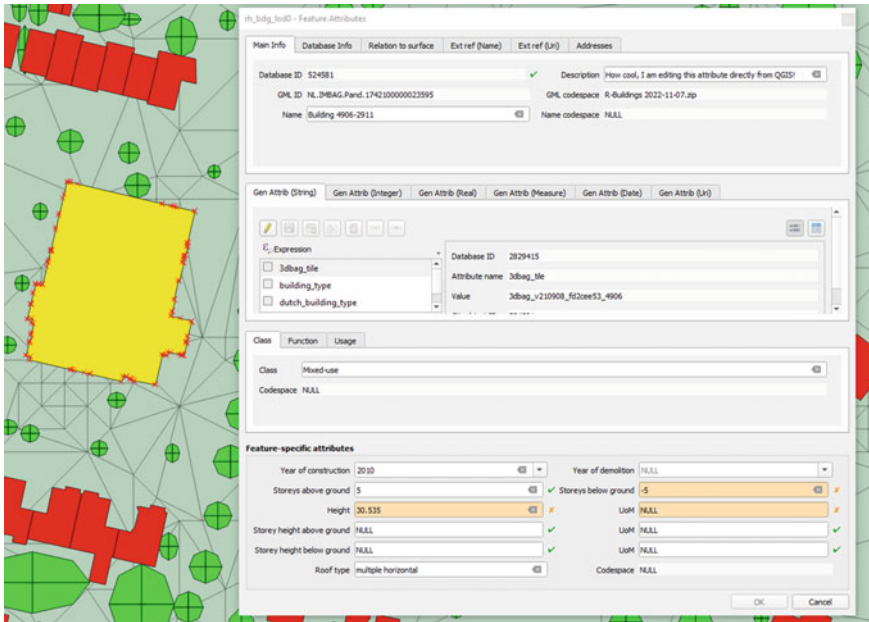 rh_bdg_lod0 - Feature Attributes
Main Info Database Info Relation to surface Ext ref (Name) Ext ref (Uri) Addresses
Database ID 524581 Description How cool, I am editing this attribute directly from QGIS!
GML ID NL.IMBAG.Pand.1742100000023595 GML codespace R-Buildings 2022-11-07.zip
Name Building 4906-2911 Name codespace NULL
Gen Attrib (String) Gen Attrib (Integer) Gen Attrib (Real) Gen Attrib (Measure) Gen Attrib (Date) Gen Attrib (Uri)
Expression
Database ID 2829415
3dbag_tile
Attribute name 3dbag_tile
building_type
Value 3dbag_v210908_fd2cee53_4906
dutch_building_type
Class Function Usage
Class Mixed-use
Codespace NULL
Feature-specific attributes
Year of construction 2010 Year of demolition NULL
Storeys above ground 5 Storeys below ground -5
Height 30.535 UoM NULL
Storey height above ground NULL UoM NULL
Storey height below ground NULL UoM NULL
Roof type multiple horizontal Codespace NULL
OK Cancel